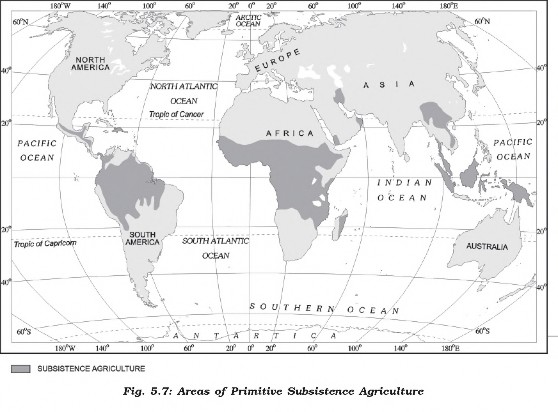 180°W 140° 100° 60° 20° 0° 20° 60° 100° 140° 180°E
ARCTIC
OCEAN
60°N
60°N
EUROPE
NORTH
AMERICA
ASIA
40°
40°
NORTH ATLANTIC
OCEAN
Tropic of Cancer
20°
20°
AFRICA
PACIFIC
OCEAN
PACIFIC
OCEAN
INDIAN
OCEAN
0°
20°
20°
SOUTH
AMERICA
SOUTH ATLANTIC
OCEAN
Tropic of Capricorn
AUSTRALIA
40°
40°
SOUTHERN OCEAN
60°S
60°S
ANTARTICA
180°W 140° 100° 60° 20° 0° 20° 60° 100° 140° 180°E
SUBSISTENCE AGRICULTURE
Fig. 5.7: Areas of Primitive Subsistence Agriculture